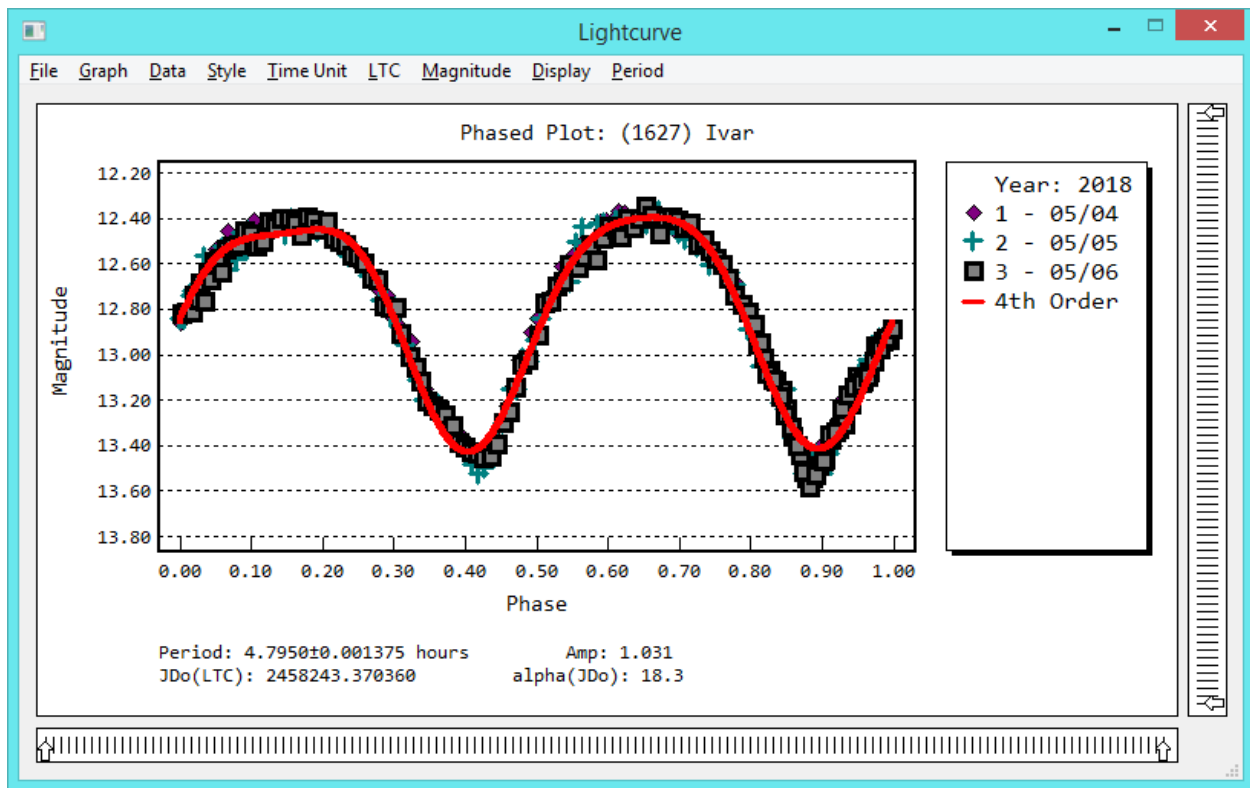 Lightcurve
File Graph Data Style Time Unit LTC Magnitude Display Period
Phased Plot: (1627) Ivar
12.20
12.40
12.60
12.80
13.00
13.20
13.40
13.60
13.80
Magnitude
0.00 0.10 0.20 0.30 0.40 0.50 0.60 0.70 0.80 0.90 1.00
Phase
Year: 2018
1 - 05/04
2 - 05/05
3 - 05/06
4th Order
Period: 4.7950±0.001375 hours Amp: 1.031
JDo(LTC): 2458243.370360 alpha(JDo): 18.3